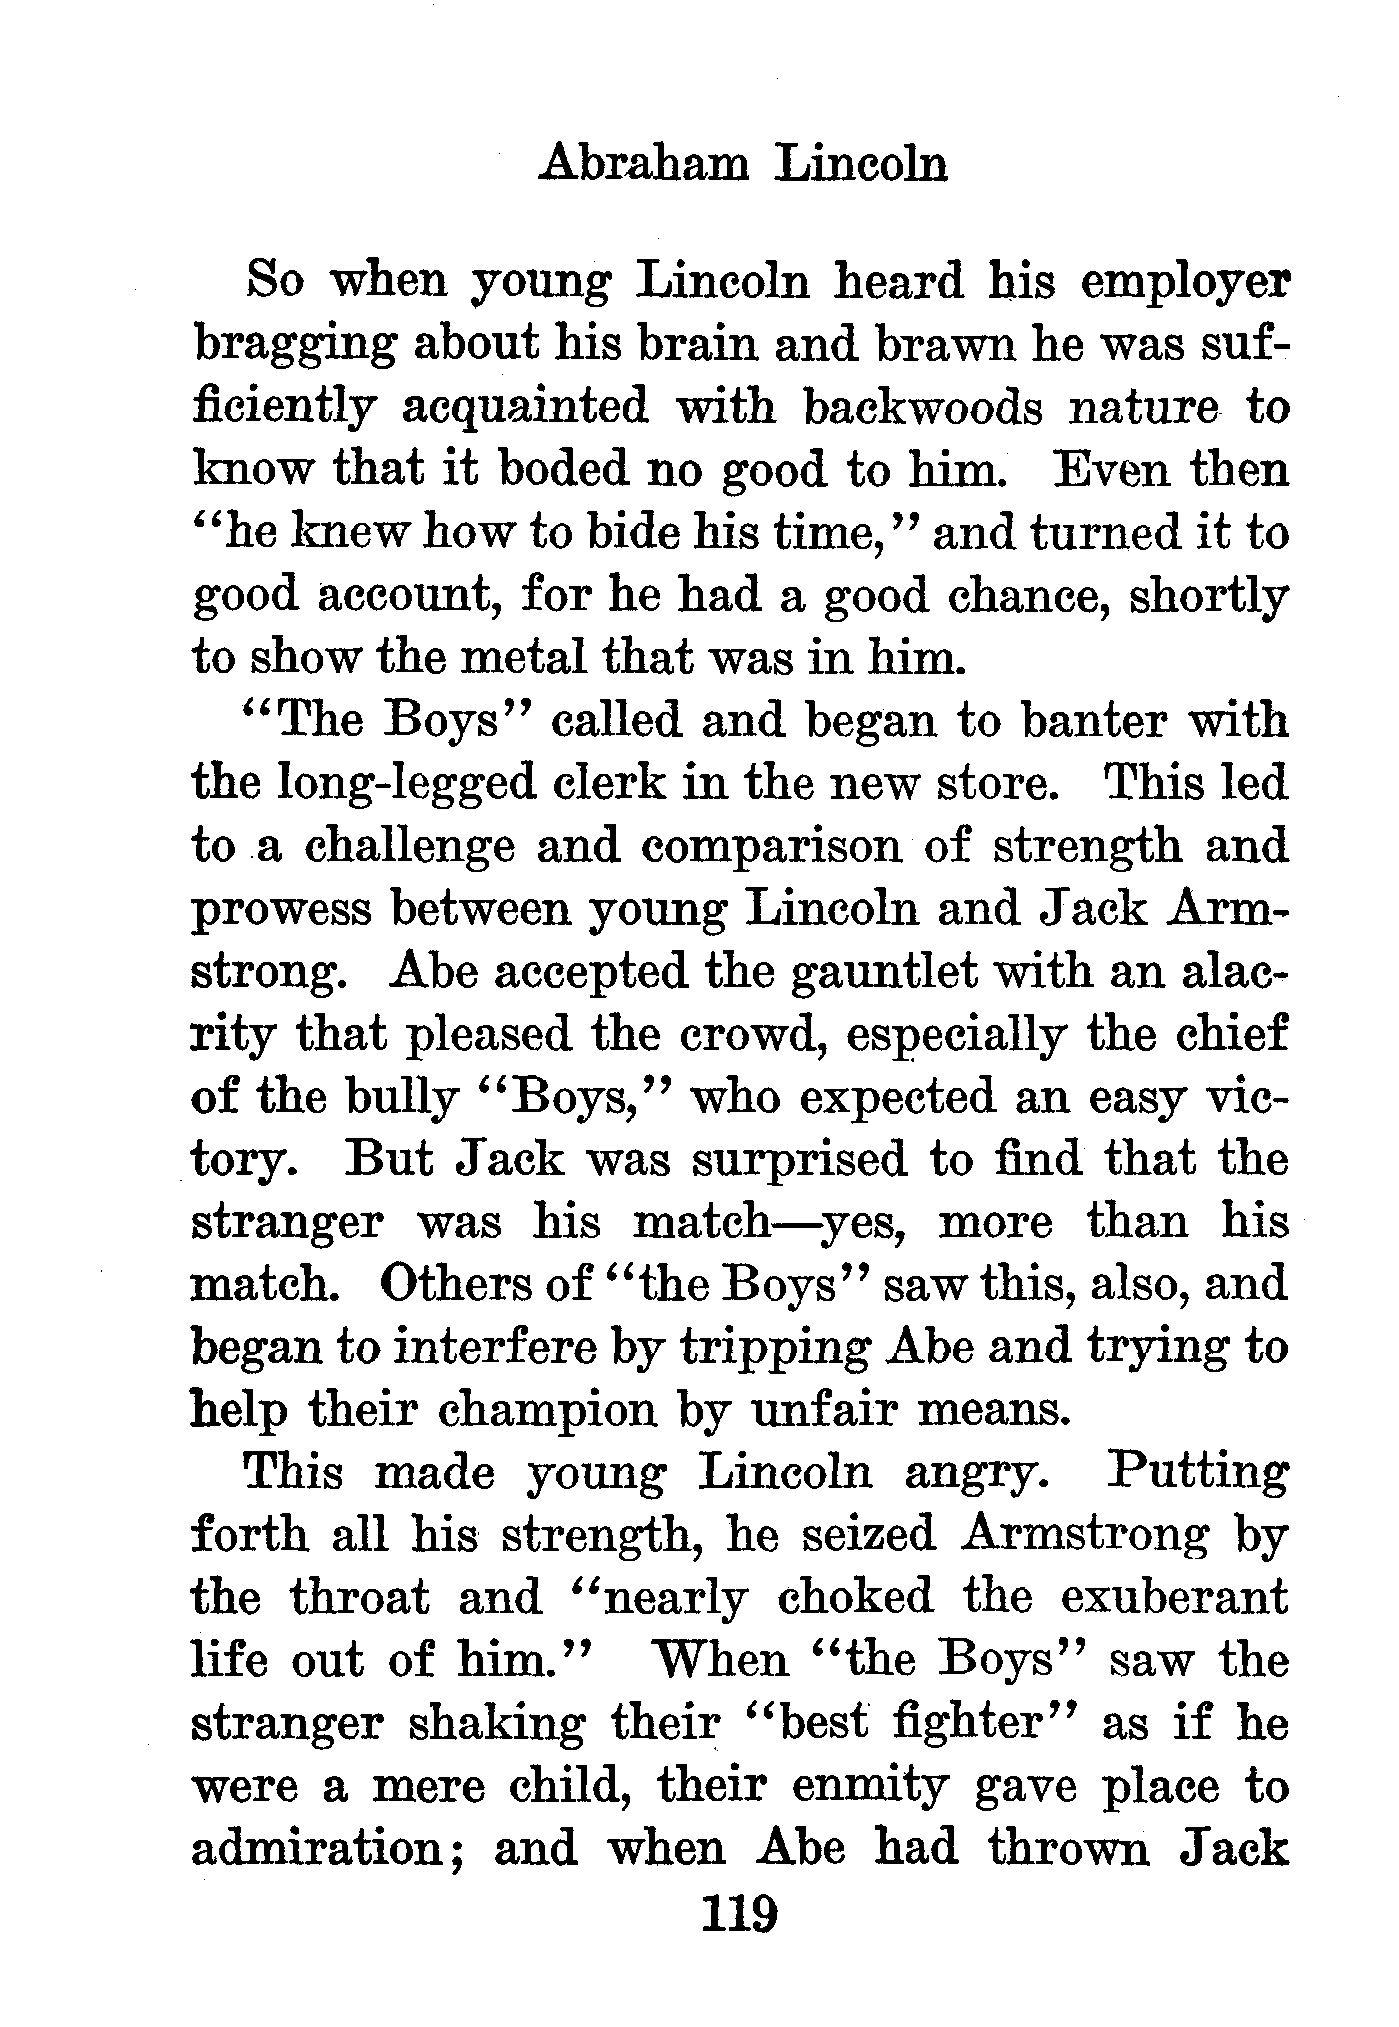 Abraham Lincoln
So when young Lincoln heard his employer
bragging about his brain and brawn he was suf-
ficiently acquainted with backwoods nature to
know that it boded no good to him. Even then
"he knew how to bide his time," and turned it to
good account, for he had a good chance, shortly
to show the metal that was in him.
"The Boys" called and began to banter with
the long-legged clerk in the new store. This led
to a challenge and comparison of strength and
prowess between young Lincoln and Jack Arm-
strong. Abe accepted the gauntlet with an alac-
rity that pleased the crowd, especially the chief
of the bully "Boys," who expected an easy vic-
tory. But Jack was surprised to find that the
stranger was his match—yes, more than his
match. Others of "the Boys" saw this, also, and
began to interfere by tripping Abe and trying to
help their champion by unfair means.
This made young Lincoln angry. Putting
forth all his strength, he seized Armstrong by
the throat and "nearly choked the exuberant
life out of him." When "the Boys" saw the
stranger shaking their "best fighter" as if he
were a mere child, their enmity gave place to
admiration; and when Abe had thrown Jack
119